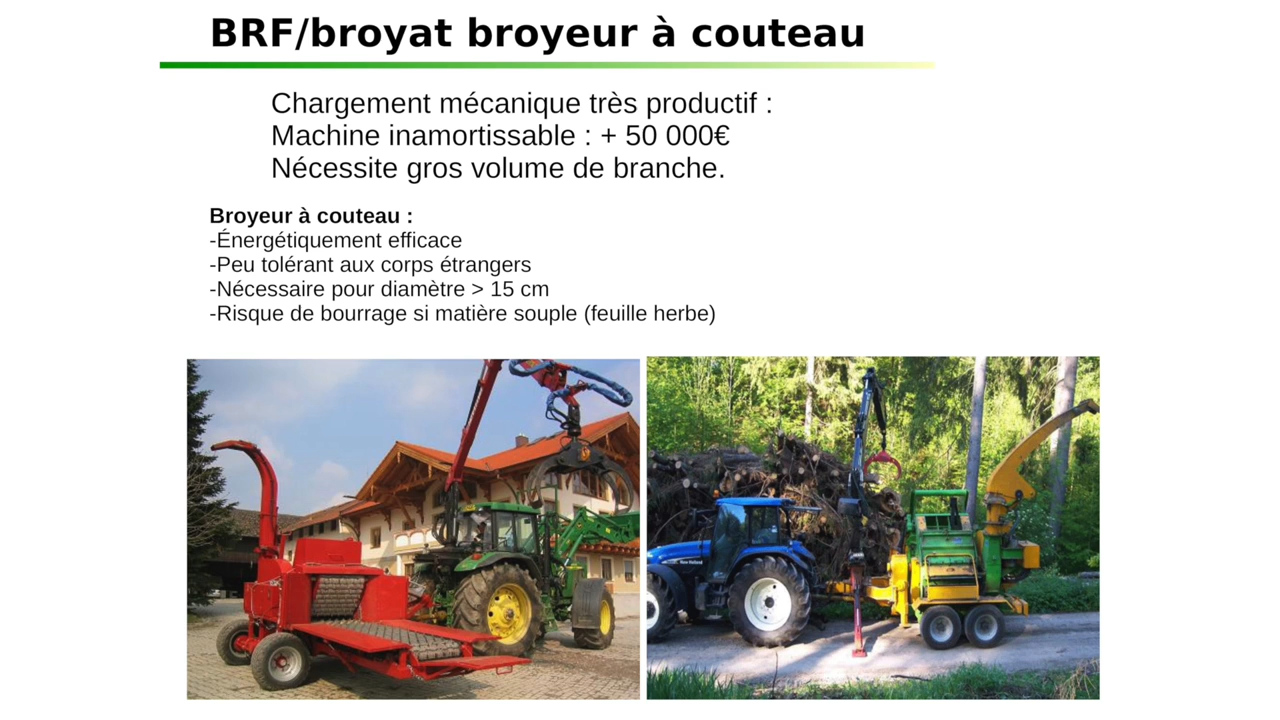 BRF/broyat broyeur à couteau
Chargement mécanique très productif :
Machine inamortissable : + 50 000€
Nécessite gros volume de branche.
Broyeur à couteau :
-Énergétiquement efficace
-Peu tolérant aux corps étrangers
-Nécessaire pour diamètre > 15 cm
-Risque de bourrage si matière souple (feuille herbe)
New Holland